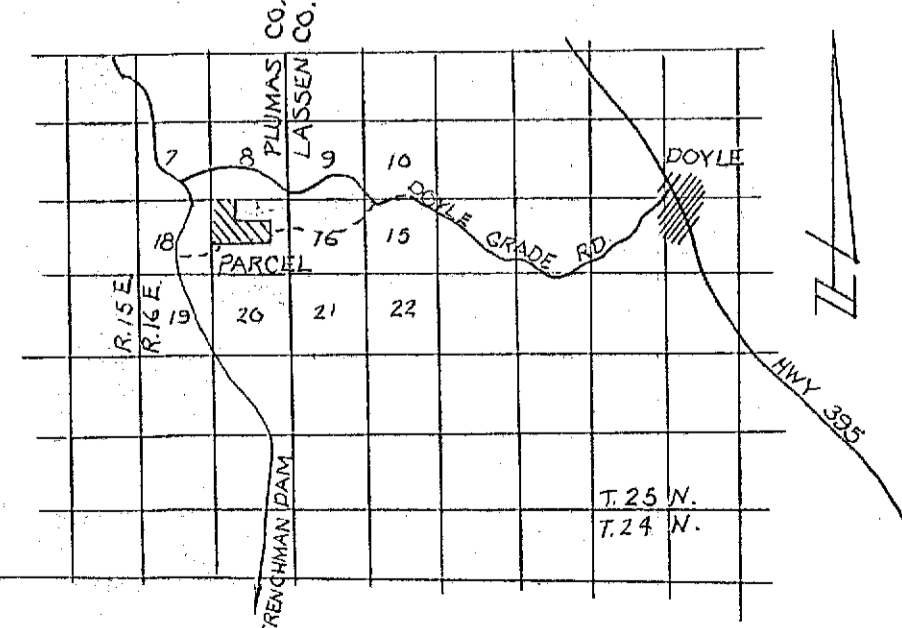 PLUMAS CO.
LASSEN CO.
7
8
9
10
DOYLE
18
16
15
DOYLE GRADE RD.
PARCEL
R.15 E.
R.16 E.
19
20
21
22
HWY 395
T. 25 N.
T. 24 N.
FRENCHMAN DAM